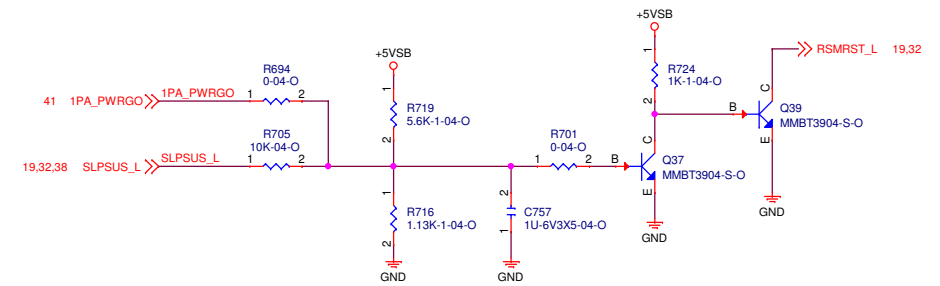 +5VSB
RSMRST_L 19,32
1
R724
1K-1-04-O
2
+5VSB
R694
0-04-O
41 1PA_PWRGO 1PA_PWRGO 1 2
1
R719
5.6K-1-04-O
2
C
B
Q39
MMBT3904-S-O
E
GND
R705
10K-04-O
19,32,38 SLPSUS_L SLPSUS_L 1 2
R701
0-04-O
1 2
B
C
Q37
MMBT3904-S-O
E
GND
1
R716
1.13K-1-04-O
2
GND
2
C757
1U-6V3X5-04-O
1
GND